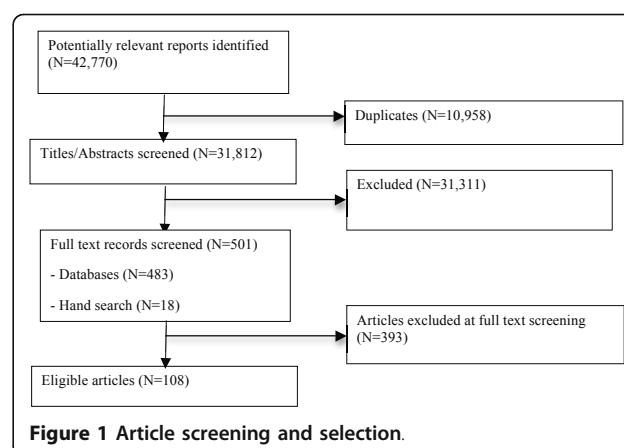 Potentially relevant reports identified
(N=42,770)
Duplicates (N=10,958)
Titles/Abstracts screened (N=31,812)
Excluded (N=31,311)
Full text records screened (N=501)
- Databases (N=483)
- Hand search (N=18)
Articles excluded at full text screening
(N=393)
Eligible articles (N=108)
Figure 1 Article screening and selection.